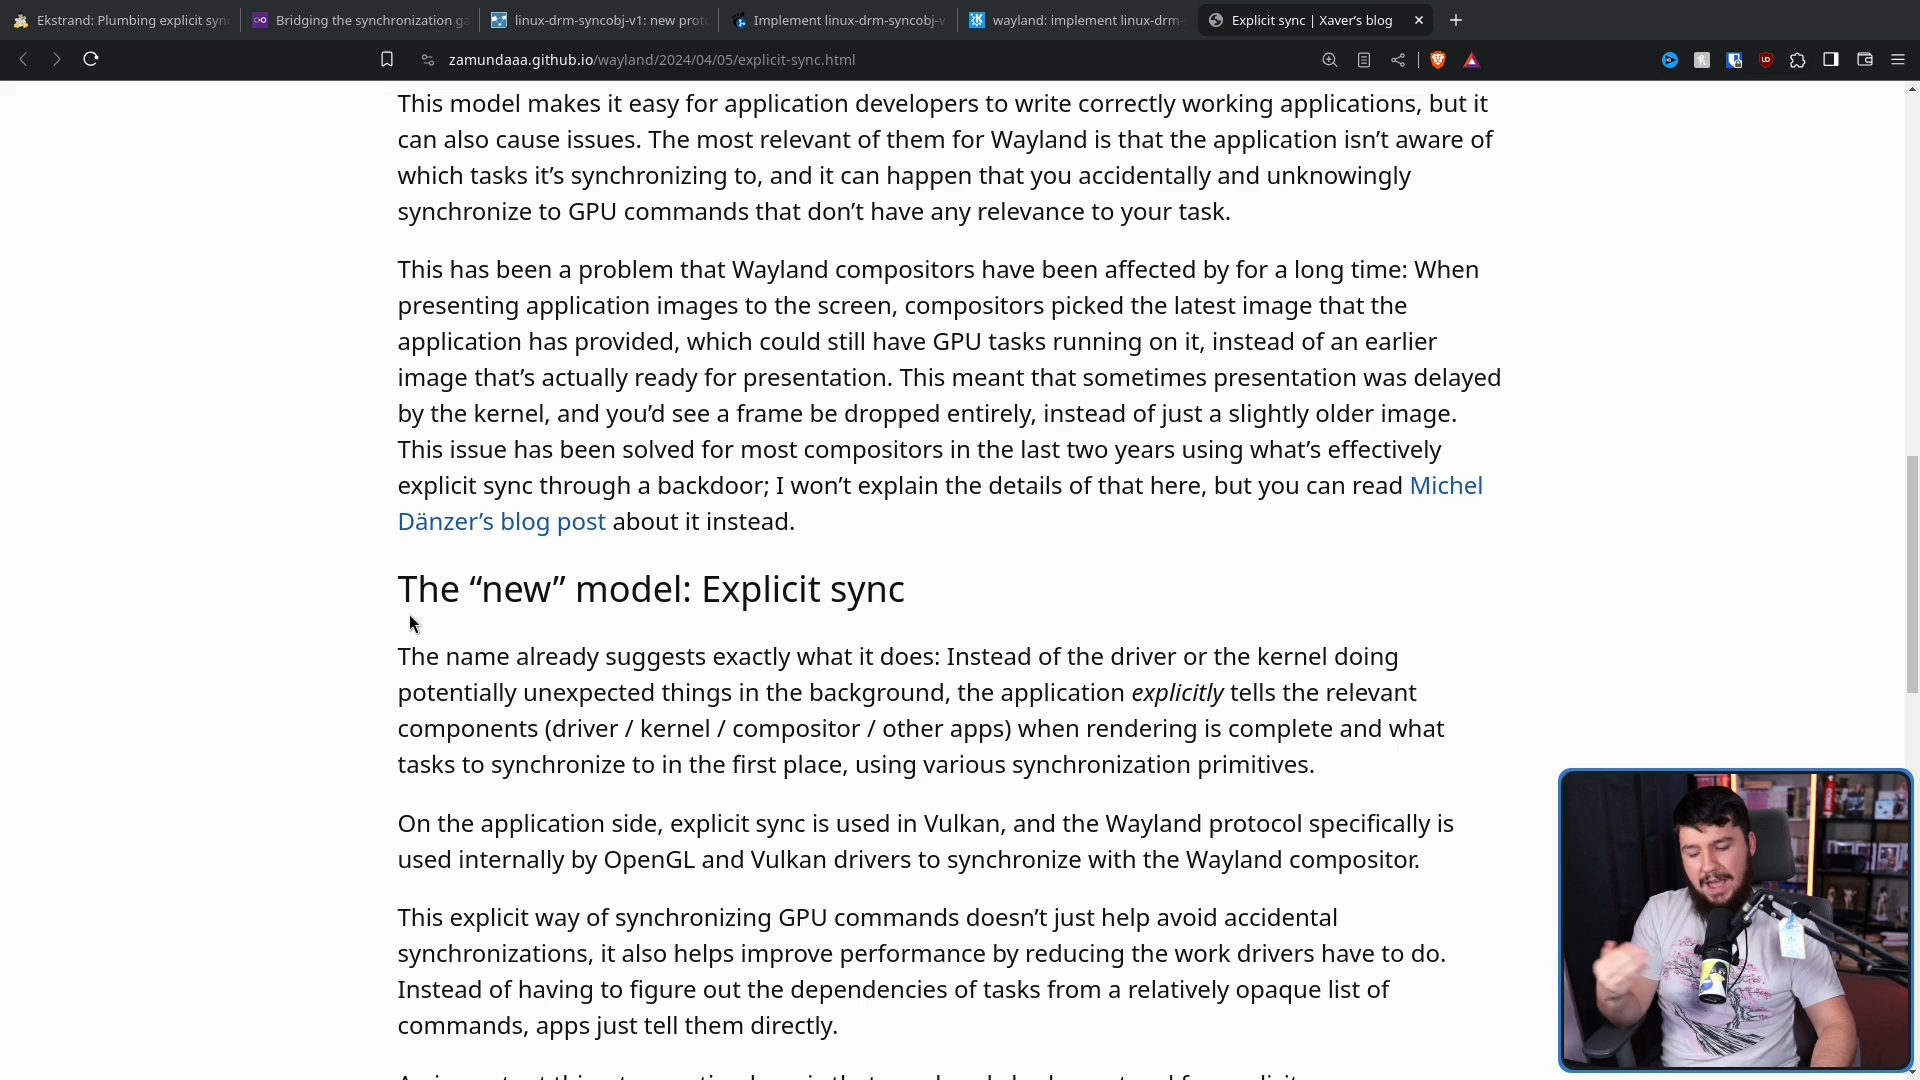 Ekstrand: Plumbing explicit syn
Bridging the synchronization ga
linux-drm-syncobj-v1: new proto
Implement linux-drm-syncobj-v
wayland: implement linux-drm-
Explicit sync | Xaver's blog
zamundaaa.github.io/wayland/2024/04/05/explicit-sync.html
This model makes it easy for application developers to write correctly working applications, but it
can also cause issues. The most relevant of them for Wayland is that the application isn’t aware of
which tasks it’s synchronizing to, and it can happen that you accidentally and unknowingly
synchronize to GPU commands that don’t have any relevance to your task.
This has been a problem that Wayland compositors have been affected by for a long time: When
presenting application images to the screen, compositors picked the latest image that the
application has provided, which could still have GPU tasks running on it, instead of an earlier
image that’s actually ready for presentation. This meant that sometimes presentation was delayed
by the kernel, and you’d see a frame be dropped entirely, instead of just a slightly older image.
This issue has been solved for most compositors in the last two years using what’s effectively
explicit sync through a backdoor; I won’t explain the details of that here, but you can read Michel
Dänzer’s blog post about it instead.
The “new” model: Explicit sync
The name already suggests exactly what it does: Instead of the driver or the kernel doing
potentially unexpected things in the background, the application explicitly tells the relevant
components (driver / kernel / compositor / other apps) when rendering is complete and what
tasks to synchronize to in the first place, using various synchronization primitives.
On the application side, explicit sync is used in Vulkan, and the Wayland protocol specifically is
used internally by OpenGL and Vulkan drivers to synchronize with the Wayland compositor.
This explicit way of synchronizing GPU commands doesn’t just help avoid accidental
synchronizations, it also helps improve performance by reducing the work drivers have to do.
Instead of having to figure out the dependencies of tasks from a relatively opaque list of
commands, apps just tell them directly.